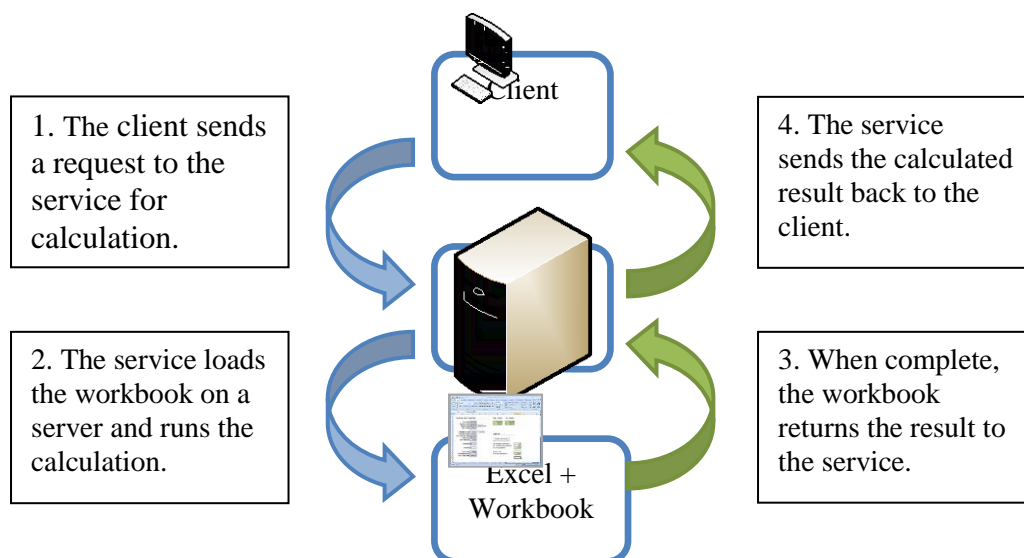 Client
1. The client sends
a request to the
service for
calculation.
4. The service
sends the calculated
result back to the
client.
2. The service loads
the workbook on a
server and runs the
calculation.
3. When complete,
the workbook
returns the result to
the service.
Excel +
Workbook